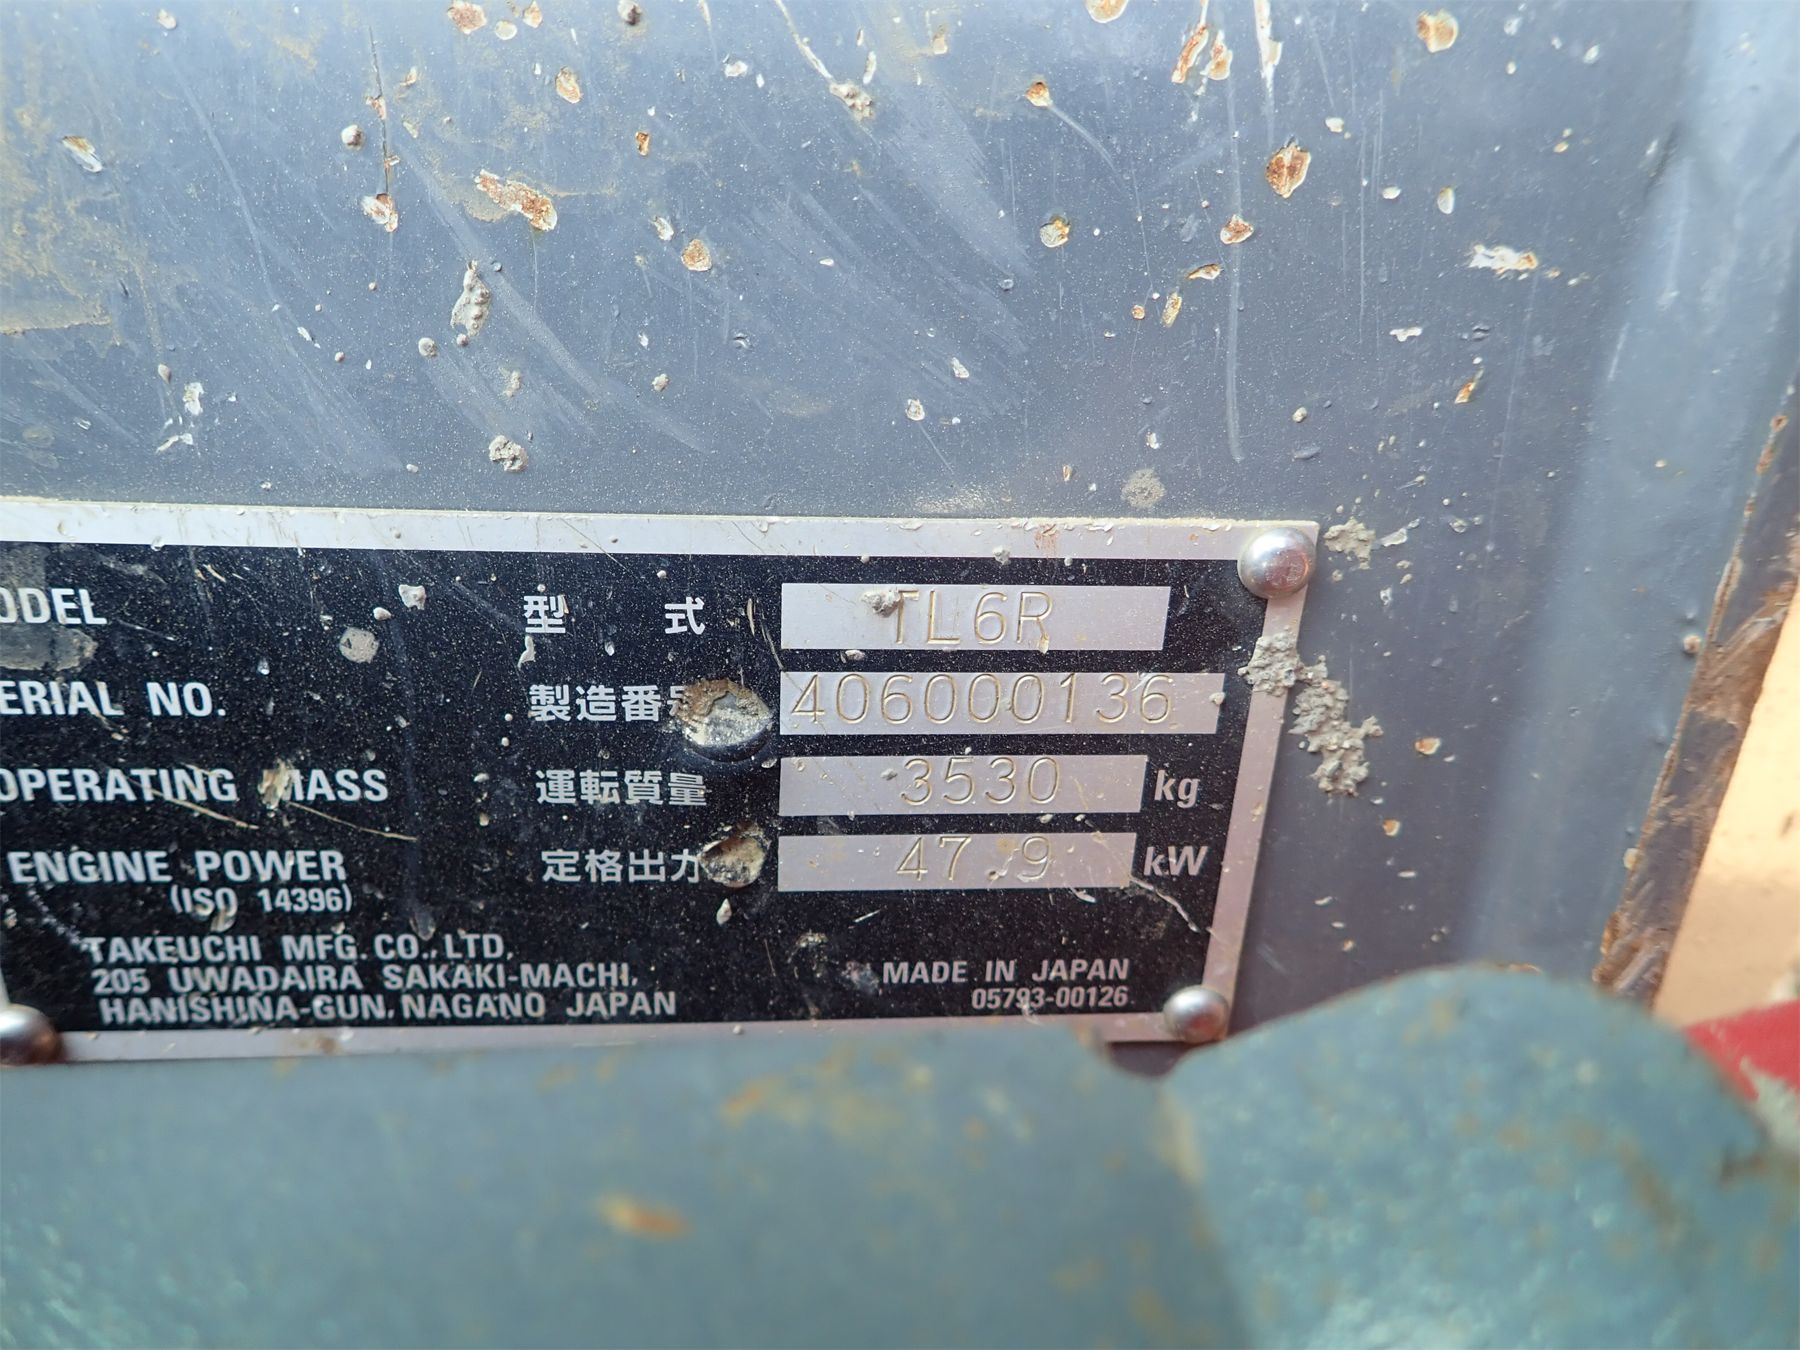 ODEL 型 式 TL6R
ERIAL NO. 製造番号 406000136
OPERATING MASS 運転質量 3530 kg
ENGINE POWER 定格出力 47.9 kW
(ISO 14396)
TAKEUCHI MFG. CO., LTD.
205 UWADAIRA SAKAKI-MACHI,
HANISHINA-GUN, NAGANO JAPAN
MADE IN JAPAN
05793-00126